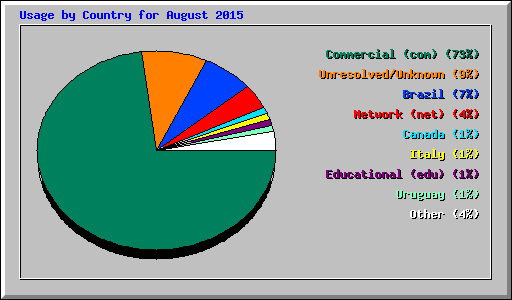 Usage by Country for August 2015
Commercial (com) (73%)
Unresolved/Unknown (9%)
Brazil (7%)
Network (net) (4%)
Canada (1%)
Italy (1%)
Educational (edu) (1%)
Uruguay (1%)
Other (4%)